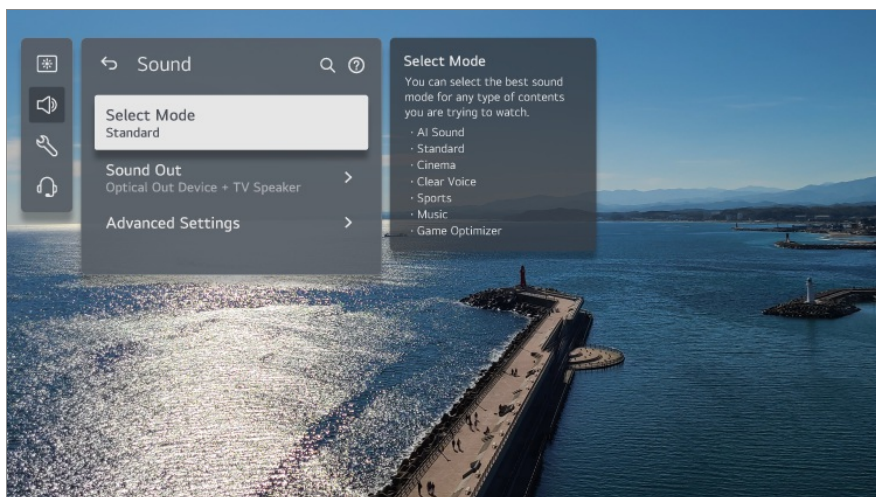 Sound
Select Mode
Standard
Sound Out
Optical Out Device + TV Speaker
Advanced Settings
Select Mode
You can select the best sound
mode for any type of contents
you are trying to watch.
· AI Sound
· Standard
· Cinema
· Clear Voice
· Sports
· Music
· Game Optimizer